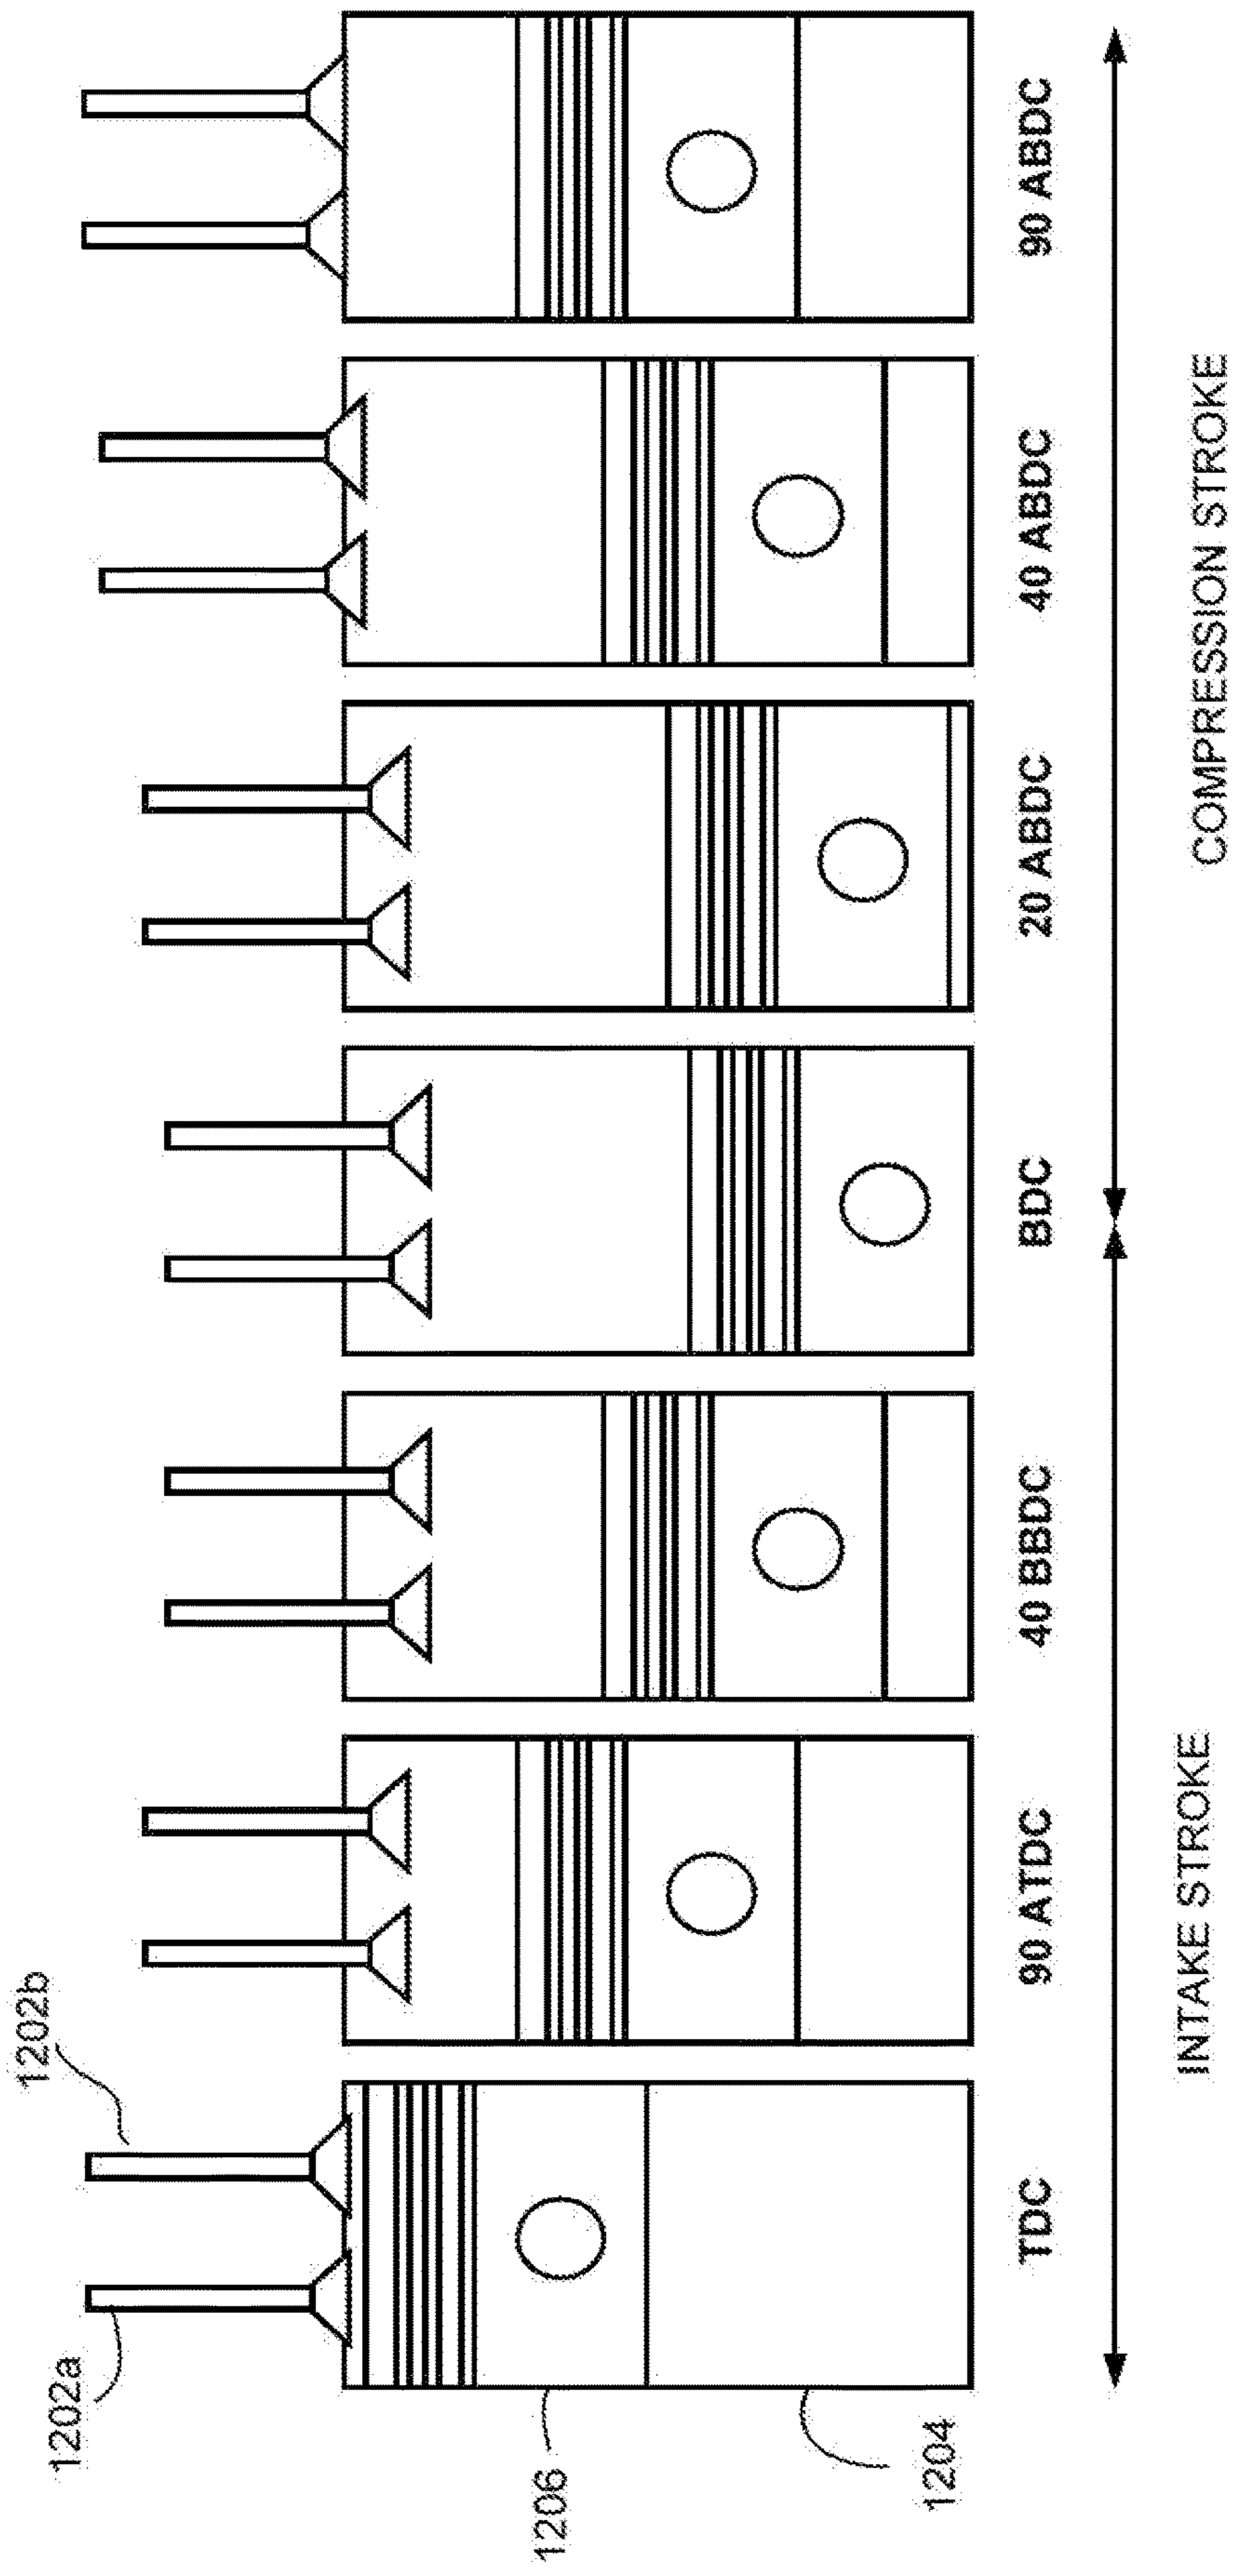 1202a
1202b
1206
1204
TDC
90 ATDC
40 BBDC
BDC
20 ABDC
40 ABDC
90 ABDC
INTAKE STROKE
COMPRESSION STROKE